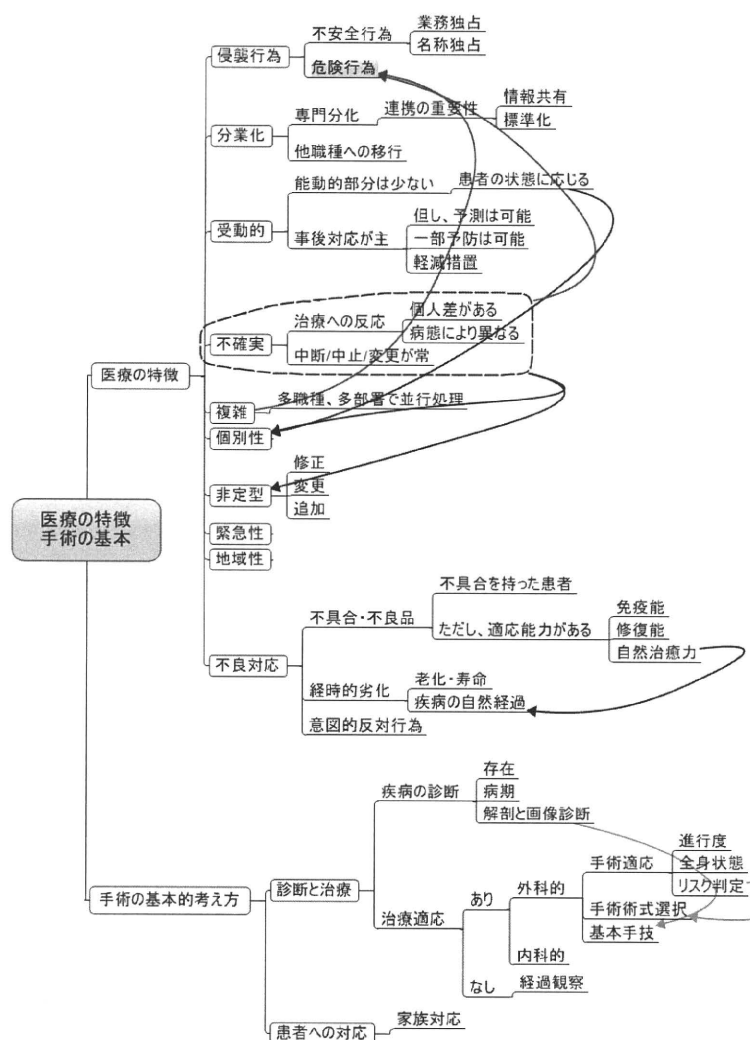 医療の特徴
手術の基本
医療の特徴
侵襲行為
不安全行為
業務独占
名称独占
危険行為
分業化
専門分化
連携の重要性
情報共有
標準化
他職種への移行
受動的
能動的部分は少ない
患者の状態に応じる
事後対応が主
但し、予測は可能
一部予防は可能
軽減措置
不確実
治療への反応
個人差がある
病態により異なる
中断/中止/変更が常
複雑
多職種、多部署で並行処理
個別性
非定型
修正
変更
追加
緊急性
地域性
不良対応
不具合・不良品
不具合を持った患者
ただし、適応能力がある
免疫能
修復能
自然治癒力
経時的劣化
老化・寿命
疾病の自然経過
意図的反対行為
手術の基本的考え方
診断と治療
疾病の診断
存在
病期
解剖と画像診断
治療適応
あり
外科的
手術適応
進行度
全身状態
リスク判定
手術術式選択
基本手技
内科的
なし
経過観察
患者への対応
家族対応